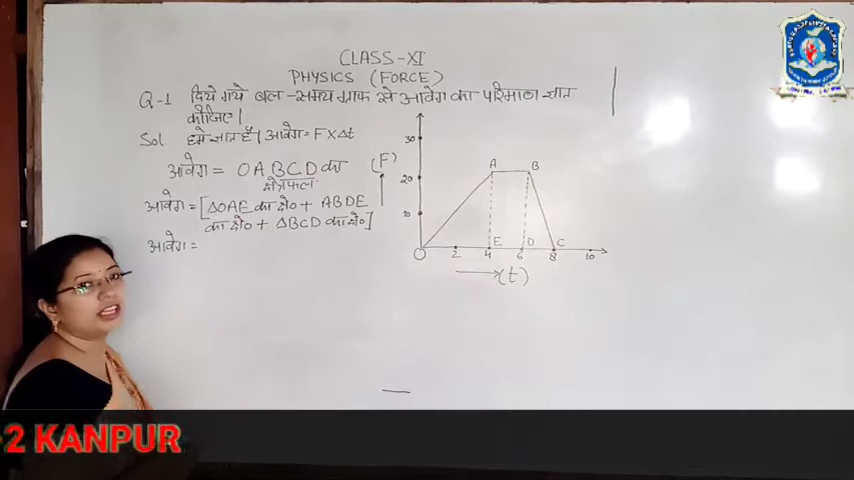 CLASS-XI
PHYSICS (FORCE)
Q-1 दिये गये बल-समय ग्राफ से आवेग का परिमाण ज्ञात
कीजिए।
Sol हमे ज्ञात है। आवेग= F×Δt
आवेग = OABCD का
क्षेत्रफल
आवेग = [ΔOAE का क्षे० + ABDE
का क्षे० + ΔBCD का क्षे०]
आवेग =
(F)
30
20
10
A B
E D C
O 2 4 6 8 10
(t)
2 KANPUR